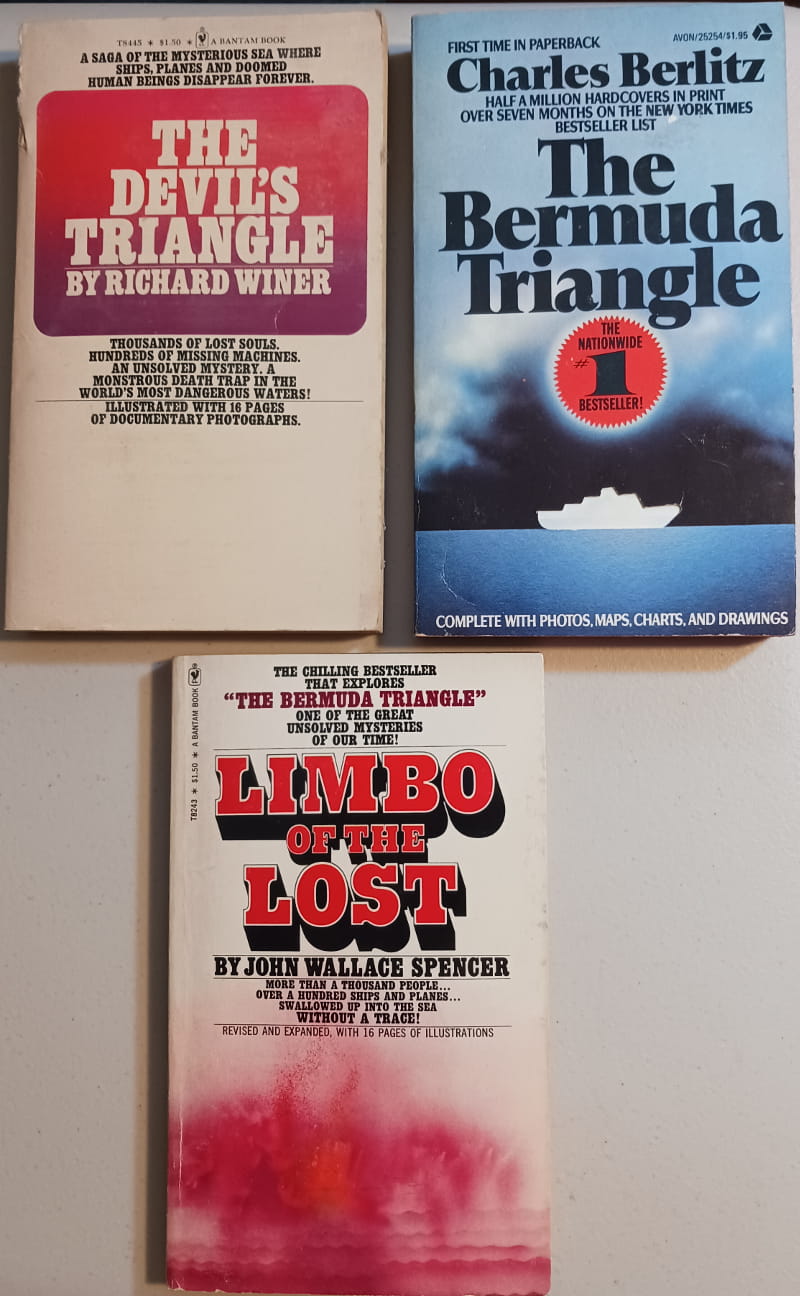 T8445 * $1.50 * A BANTAM BOOK
A SAGA OF THE MYSTERIOUS SEA WHERE
SHIPS, PLANES AND DOOMED
HUMAN BEINGS DISAPPEAR FOREVER.
THE
DEVIL'S
TRIANGLE
BY RICHARD WINER
THOUSANDS OF LOST SOULS.
HUNDREDS OF MISSING MACHINES.
AN UNSOLVED MYSTERY. A
MONSTROUS DEATH TRAP IN THE
WORLD'S MOST DANGEROUS WATERS!
ILLUSTRATED WITH 16 PAGES
OF DOCUMENTARY PHOTOGRAPHS.
AVON/25254/$1.95
FIRST TIME IN PAPERBACK
Charles Berlitz
HALF A MILLION HARDCOVERS IN PRINT
OVER SEVEN MONTHS ON THE NEW YORK TIMES
BESTSELLER LIST
The
Bermuda
Triangle
THE
NATIONWIDE
#1
BESTSELLER!
COMPLETE WITH PHOTOS, MAPS, CHARTS, AND DRAWINGS
T8243 * $1.50 * A BANTAM BOOK
THE CHILLING BESTSELLER
THAT EXPLORES
"THE BERMUDA TRIANGLE"
ONE OF THE GREAT
UNSOLVED MYSTERIES
OF OUR TIME!
LIMBO
OF THE
LOST
BY JOHN WALLACE SPENCER
MORE THAN A THOUSAND PEOPLE...
OVER A HUNDRED SHIPS AND PLANES...
SWALLOWED UP INTO THE SEA
WITHOUT A TRACE!
REVISED AND EXPANDED, WITH 16 PAGES OF ILLUSTRATIONS